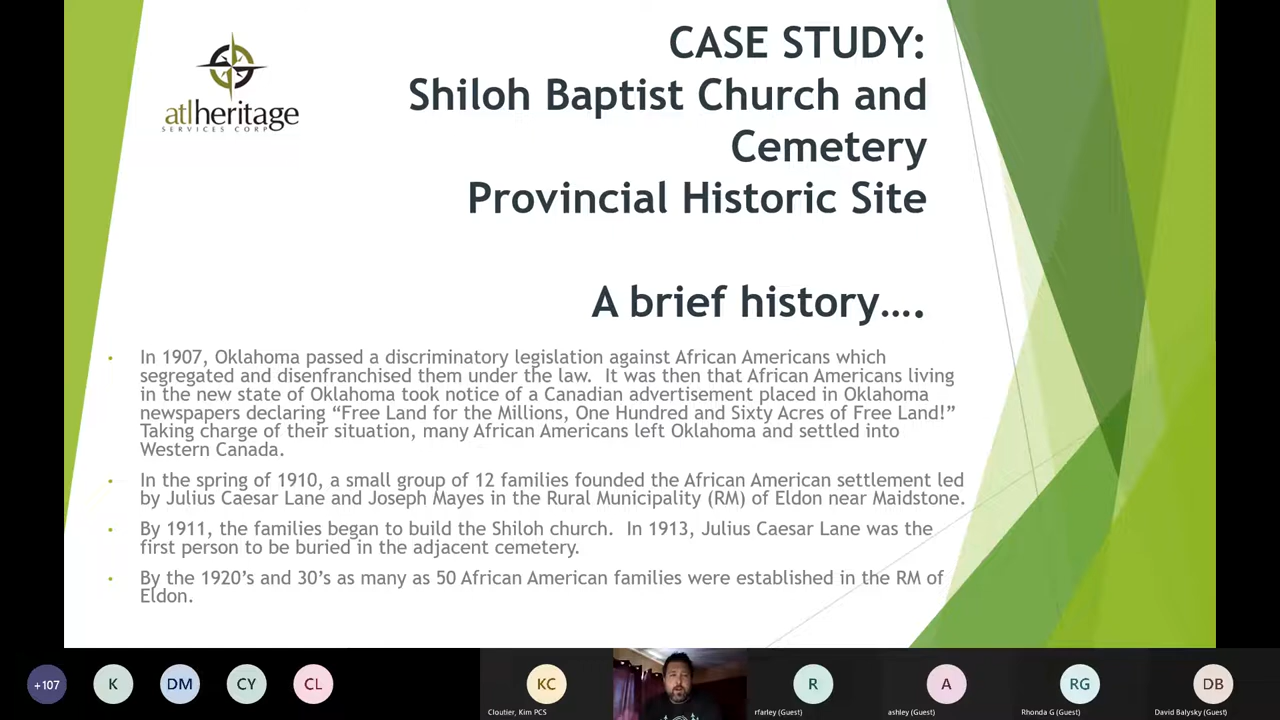 CASE STUDY:
Shiloh Baptist Church and
Cemetery
Provincial Historic Site
atlheritage
SERVICES CORP
A brief history….
• In 1907, Oklahoma passed a discriminatory legislation against African Americans which
segregated and disenfranchised them under the law. It was then that African Americans living
in the new state of Oklahoma took notice of a Canadian advertisement placed in Oklahoma
newspapers declaring “Free Land for the Millions, One Hundred and Sixty Acres of Free Land!”
Taking charge of their situation, many African Americans left Oklahoma and settled into
Western Canada.
• In the spring of 1910, a small group of 12 families founded the African American settlement led
by Julius Caesar Lane and Joseph Mayes in the Rural Municipality (RM) of Eldon near Maidstone.
• By 1911, the families began to build the Shiloh church. In 1913, Julius Caesar Lane was the
first person to be buried in the adjacent cemetery.
• By the 1920’s and 30’s as many as 50 African American families were established in the RM of
Eldon.
+107
K
DM
CY
CL
KC
R
A
RG
DB
Cloutier, Kim PCS
rfarley (Guest)
ashley (Guest)
Rhonda G (Guest)
David Balysky (Guest)